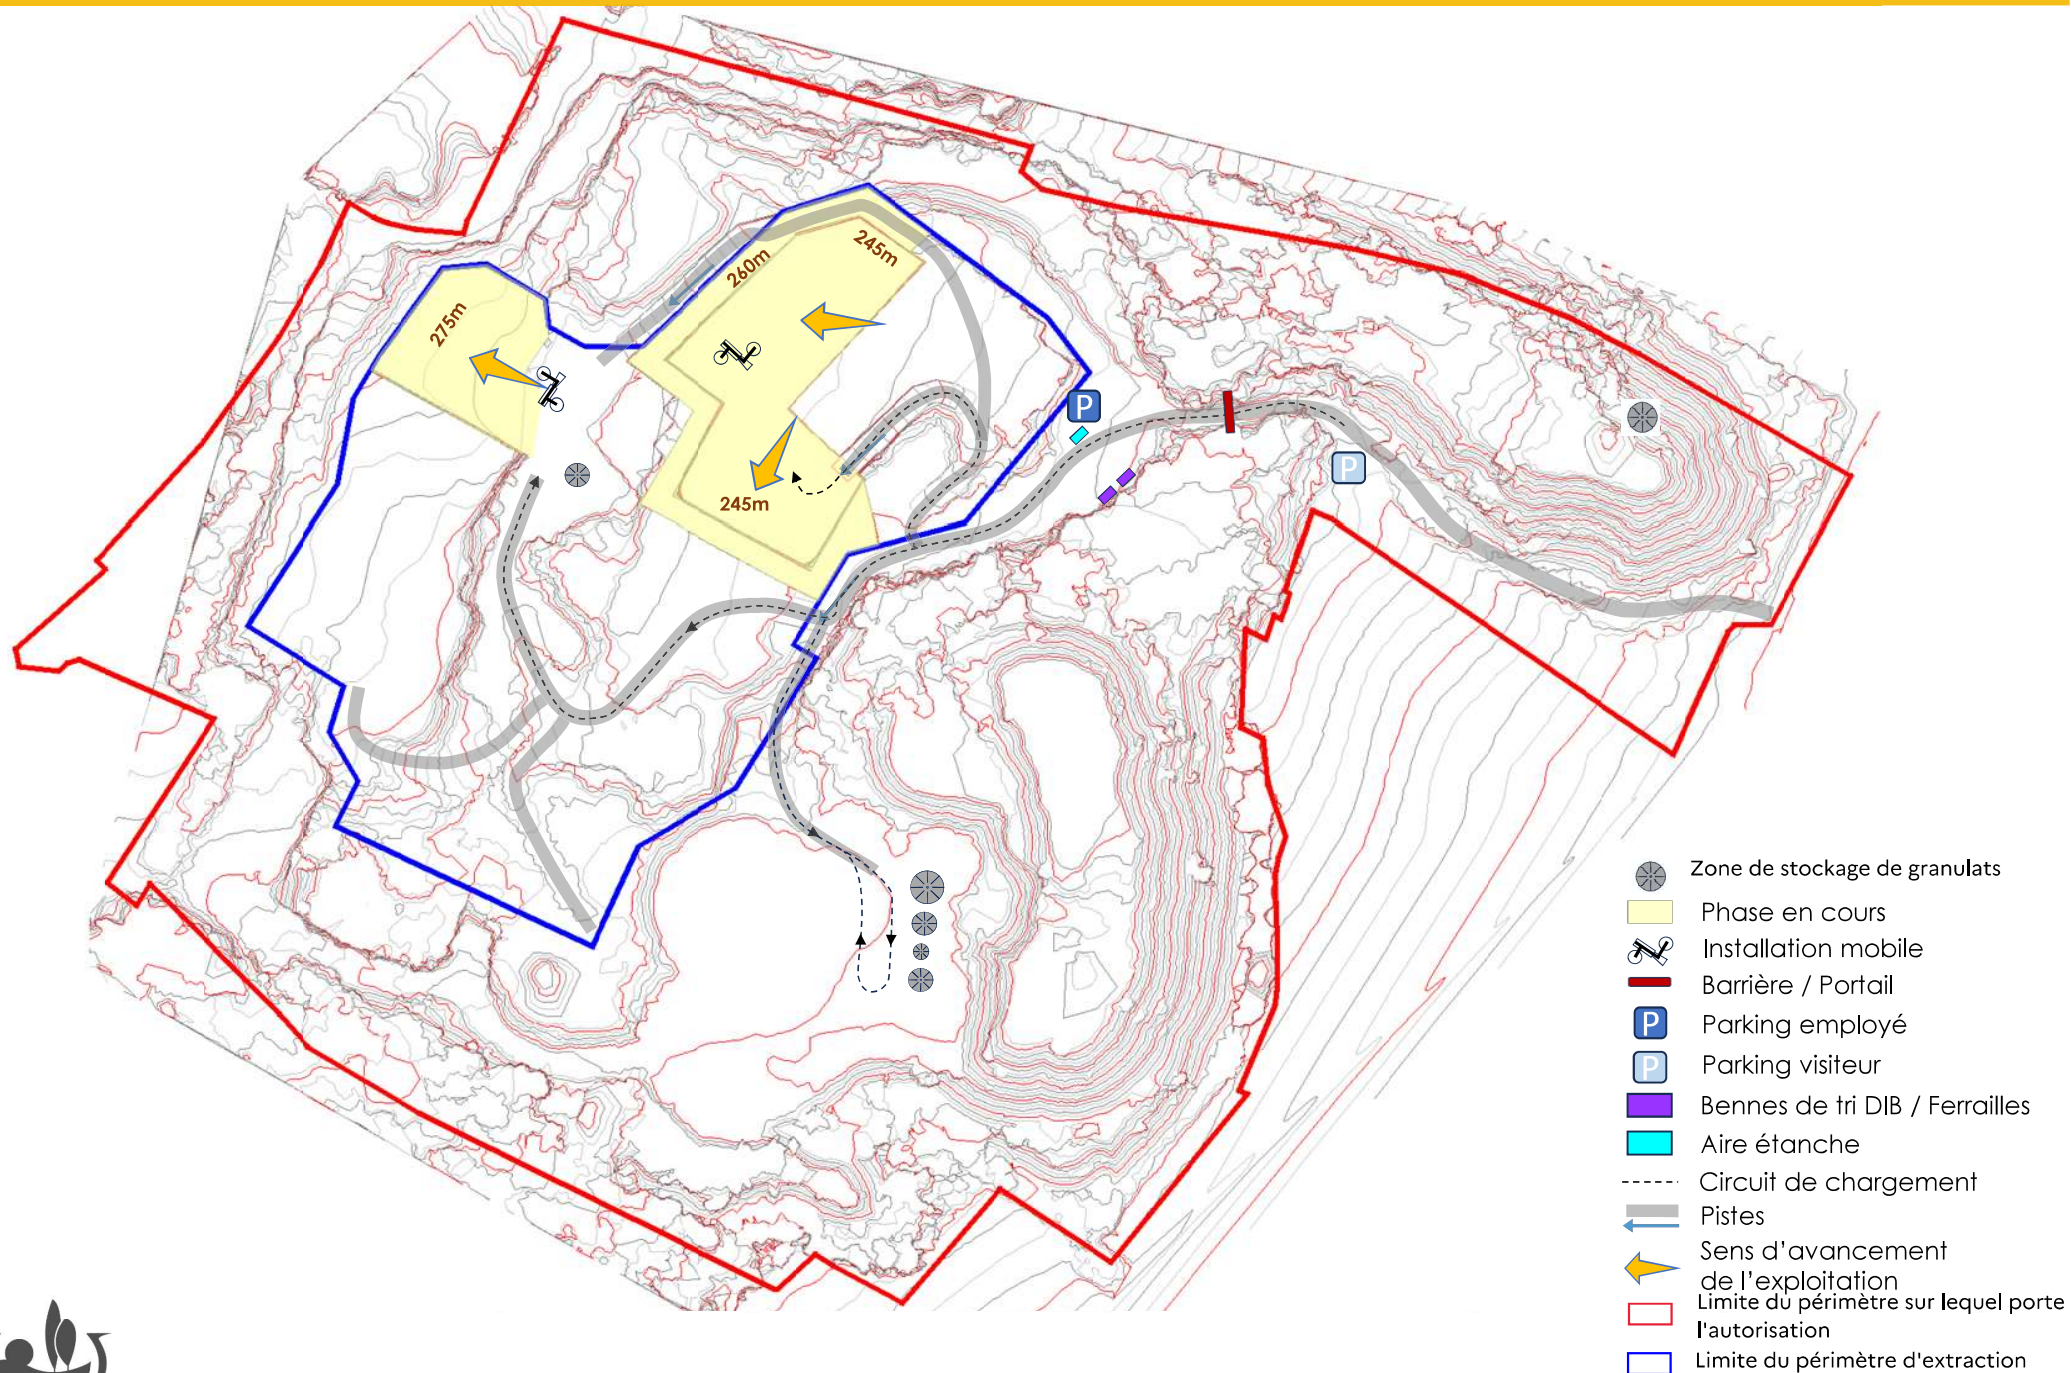 245m
260m
275m
245m
P
P
Zone de stockage de granulats
Phase en cours
Installation mobile
Barrière / Portail
P Parking employé
P Parking visiteur
Bennes de tri DIB / Ferrailles
Aire étanche
Circuit de chargement
Pistes
Sens d'avancement
de l'exploitation
Limite du périmètre sur lequel porte
l'autorisation
Limite du périmètre d'extraction